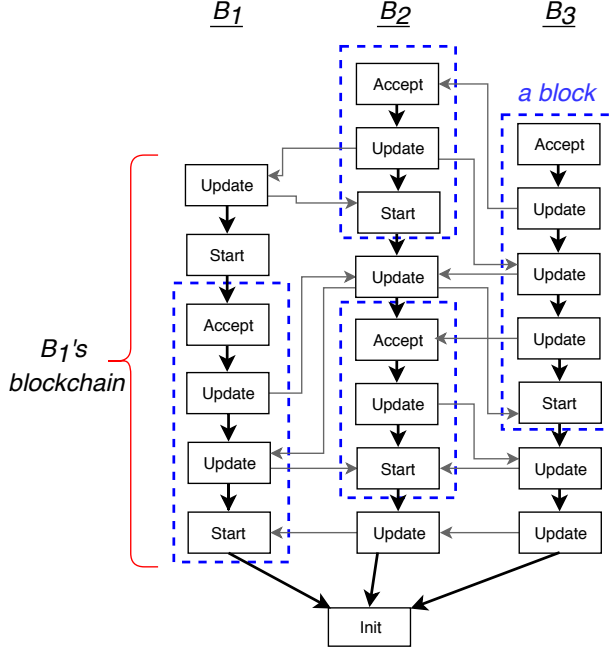 B1
B2
B3
Accept
a block
Update
Accept
Update
Start
Update
Start
Update
Update
Update
Accept
Accept
Update
B1's
blockchain
Update
Update
Start
Update
Start
Update
Start
Update
Update
Init